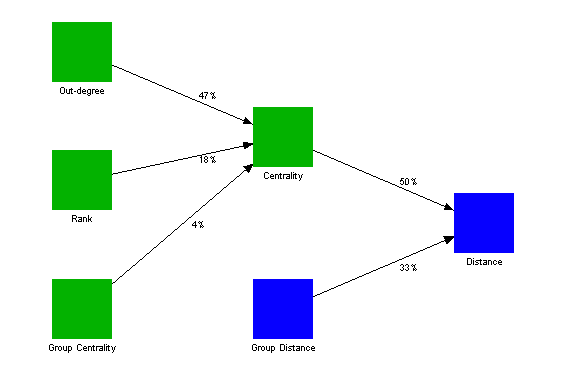 Out-degree
47%
Centrality
18%
Rank
50%
4%
Distance
33%
Group Centrality
Group Distance